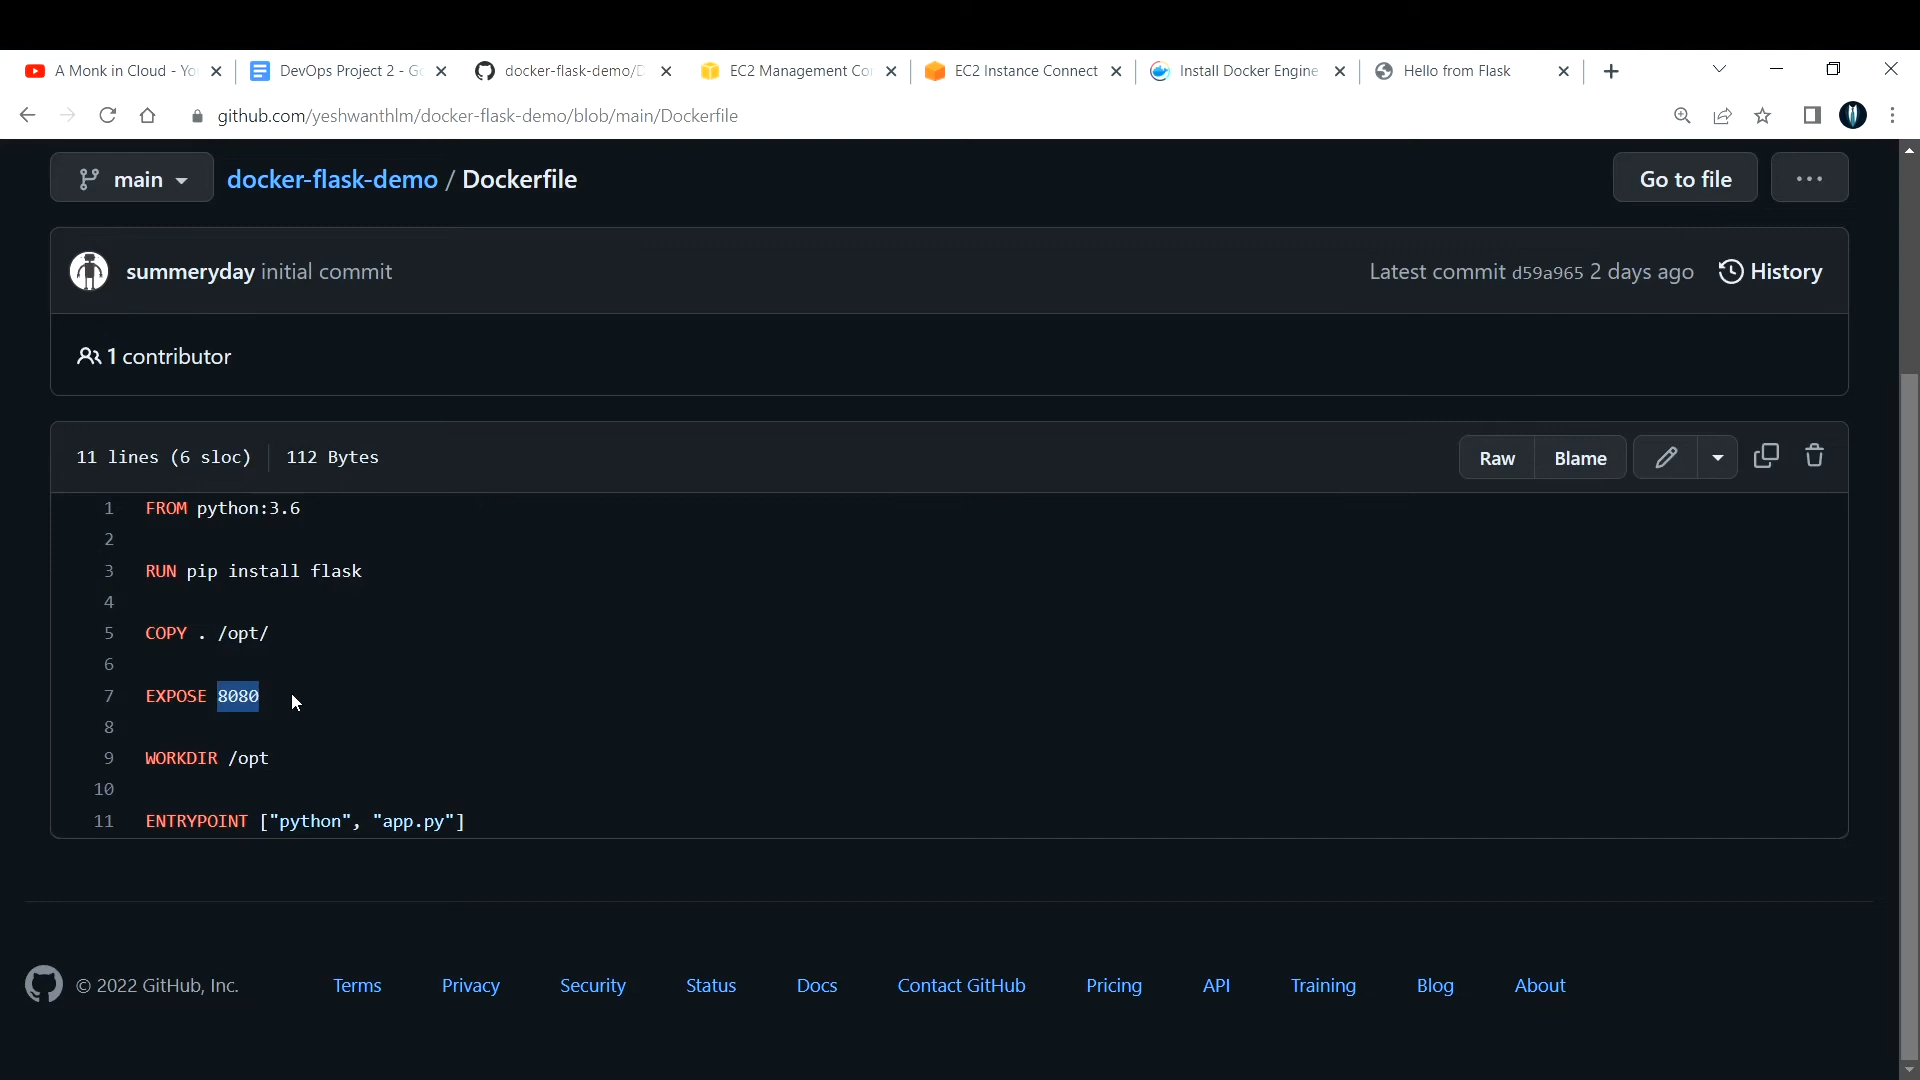 A Monk in Cloud - Yo
DevOps Project 2 - Go
docker-flask-demo/D
EC2 Management Con
EC2 Instance Connect
Install Docker Engine
Hello from Flask
github.com/yeshwanthlm/docker-flask-demo/blob/main/Dockerfile
main
docker-flask-demo / Dockerfile
Go to file
summeryday initial commit
Latest commit d59a965 2 days ago
History
1 contributor
11 lines (6 sloc)
112 Bytes
Raw
Blame
1 FROM python:3.6
2
3 RUN pip install flask
4
5 COPY . /opt/
6
7 EXPOSE 8080
8
9 WORKDIR /opt
10
11 ENTRYPOINT ["python", "app.py"]
© 2022 GitHub, Inc.
Terms
Privacy
Security
Status
Docs
Contact GitHub
Pricing
API
Training
Blog
About